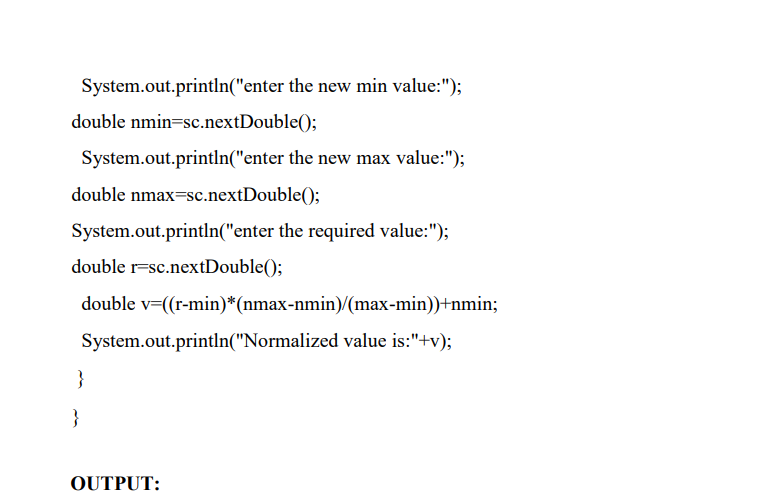 System.out.println("enter the new min value:");
double nmin=sc.nextDouble();
System.out.println("enter the new max value:");
double nmax=sc.nextDouble();
System.out.println("enter the required value:");
double r=sc.nextDouble();
double v=((r-min)*(nmax-nmin)/(max-min))+nmin;
System.out.println("Normalized value is:"+v);
}
}
OUTPUT: